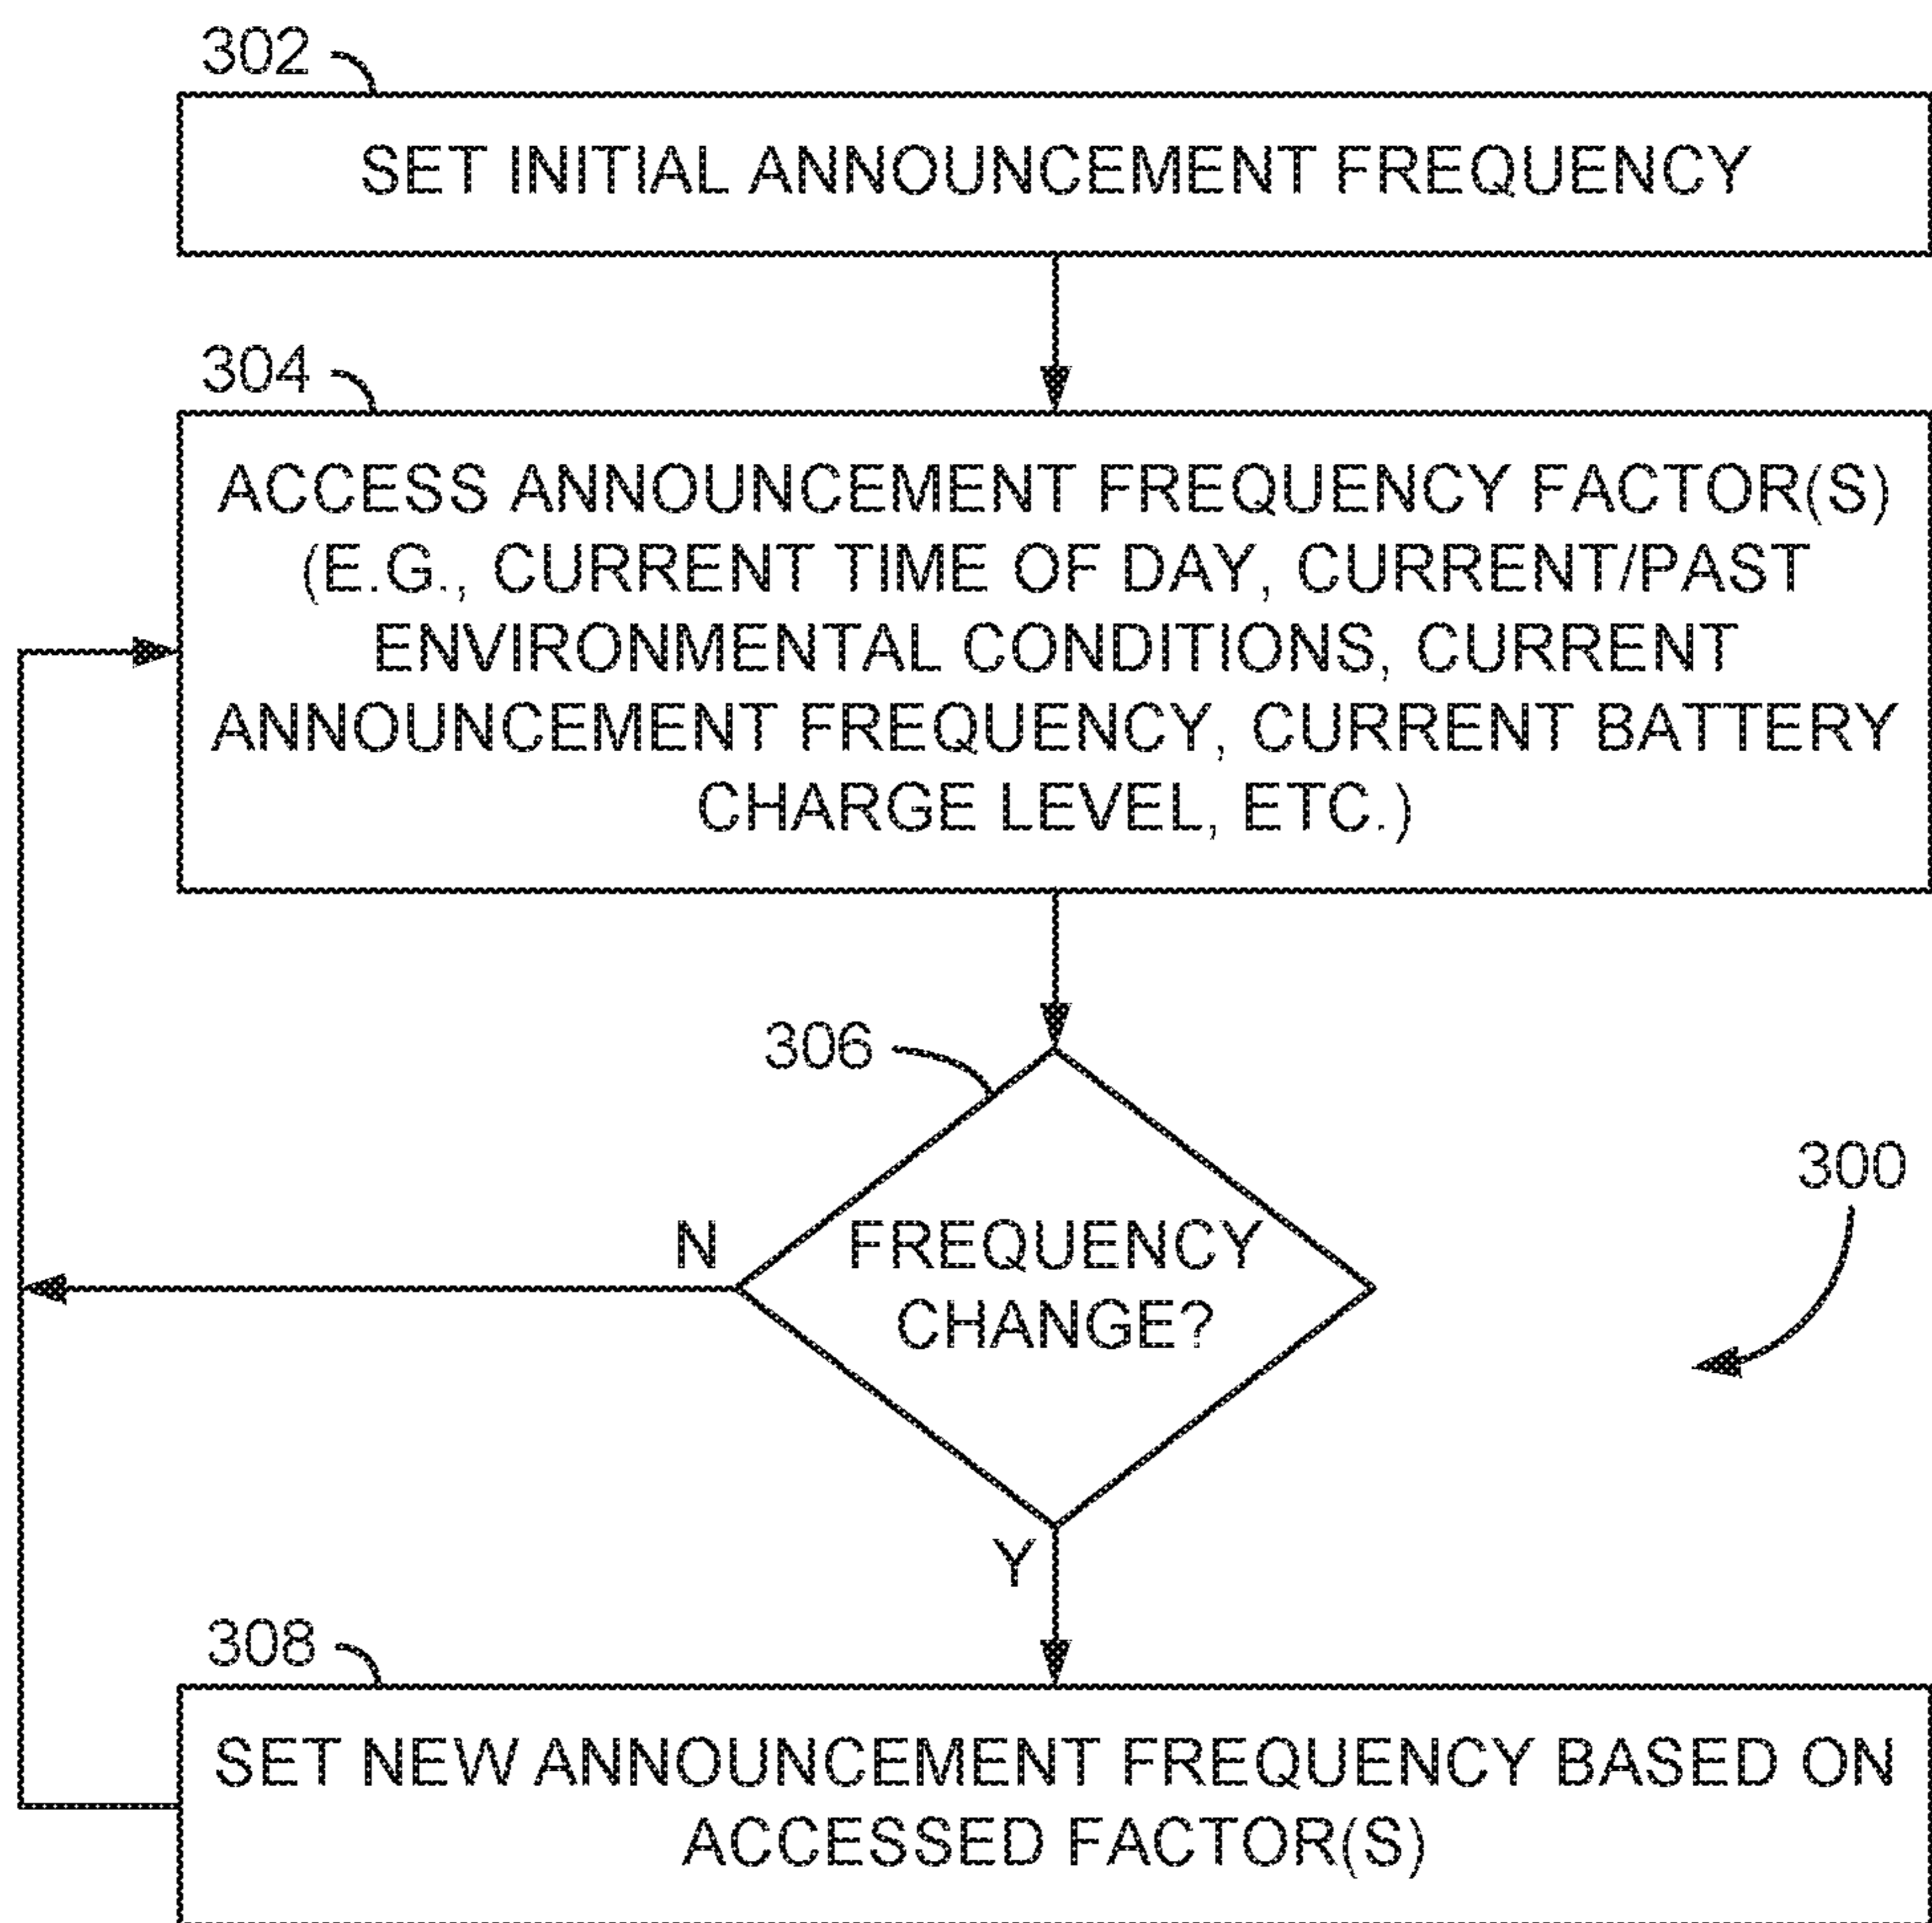 302
SET INITIAL ANNOUNCEMENT FREQUENCY
304
ACCESS ANNOUNCEMENT FREQUENCY FACTOR(S)
(E.G., CURRENT TIME OF DAY, CURRENT/PAST
ENVIRONMENTAL CONDITIONS, CURRENT
ANNOUNCEMENT FREQUENCY, CURRENT BATTERY
CHARGE LEVEL, ETC.)
306
300
N
FREQUENCY
CHANGE?
Y
308
SET NEW ANNOUNCEMENT FREQUENCY BASED ON
ACCESSED FACTOR(S)